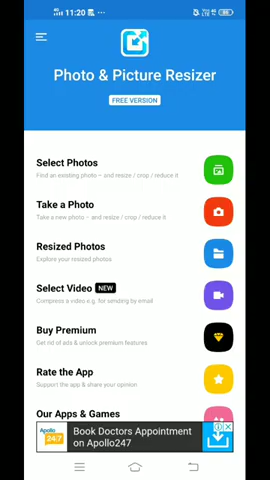 11:20
Photo & Picture Resizer
FREE VERSION
Select Photos
Find an existing photo – and resize / crop / reduce it
Take a Photo
Take a new photo – and resize / crop / reduce it
Resized Photos
Explore your resized photos
Select Video NEW
Compress a video e.g. for sending by email
Buy Premium
Get rid of ads & unlock premium features
Rate the App
Support the app & share your opinion
Our Apps & Games
Apollo 24|7
Book Doctors Appointment
on Apollo247